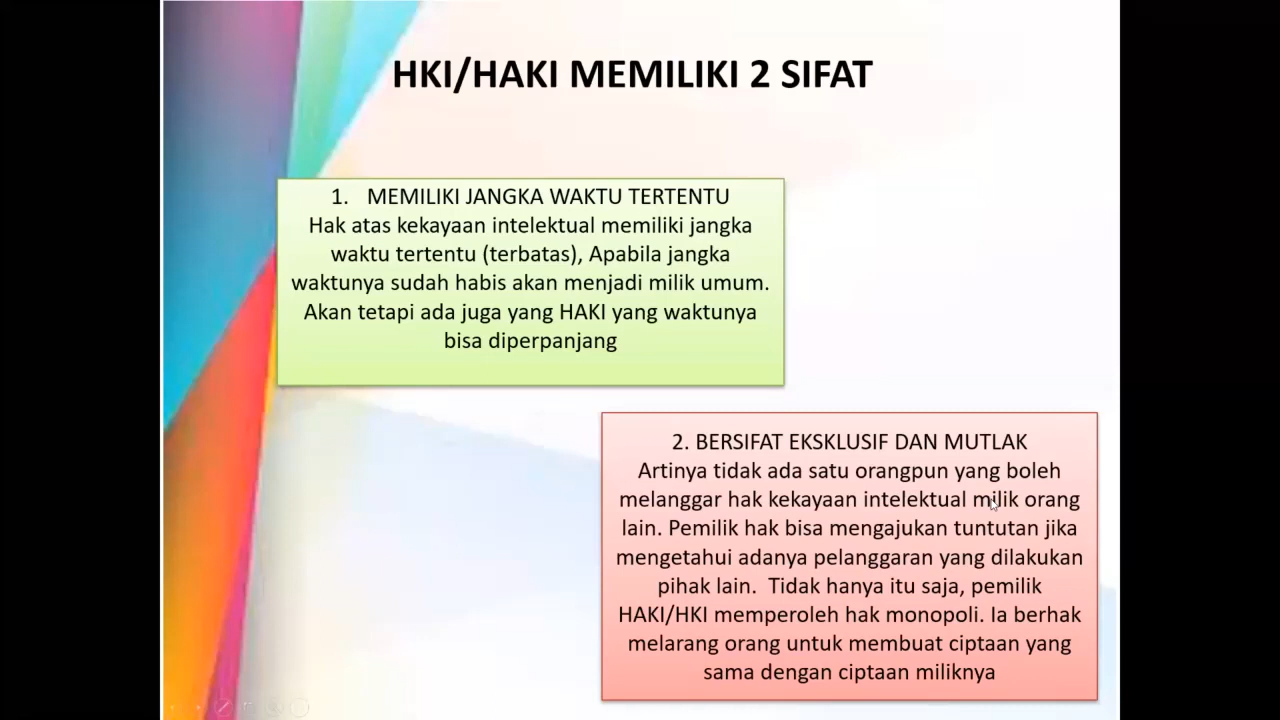 HKI/HAKI MEMILIKI 2 SIFAT
1. MEMILIKI JANGKA WAKTU TERTENTU
Hak atas kekayaan intelektual memiliki jangka
waktu tertentu (terbatas), Apabila jangka
waktunya sudah habis akan menjadi milik umum.
Akan tetapi ada juga yang HAKI yang waktunya
bisa diperpanjang
2. BERSIFAT EKSKLUSIF DAN MUTLAK
Artinya tidak ada satu orangpun yang boleh
melanggar hak kekayaan intelektual milik orang
lain. Pemilik hak bisa mengajukan tuntutan jika
mengetahui adanya pelanggaran yang dilakukan
pihak lain. Tidak hanya itu saja, pemilik
HAKI/HKI memperoleh hak monopoli. Ia berhak
melarang orang untuk membuat ciptaan yang
sama dengan ciptaan miliknya